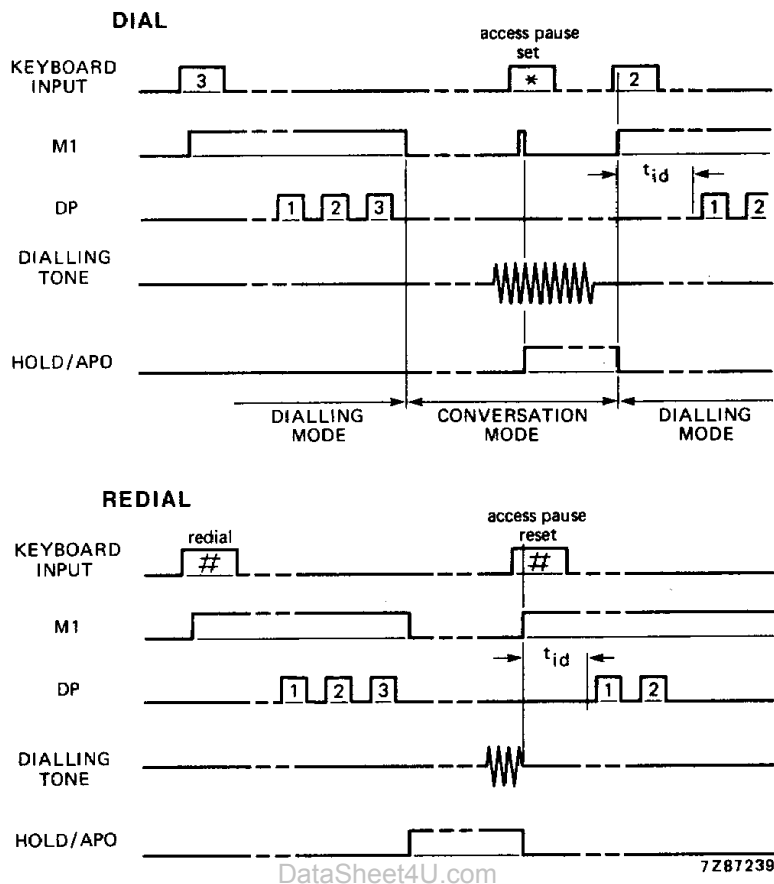 DIAL
access pause
set
KEYBOARD
INPUT
3
*
2
M1
t_id
DP
1 2 3
1 2
DIALLING
TONE
HOLD/APO
DIALLING
MODE
CONVERSATION
MODE
DIALLING
MODE
REDIAL
redial
access pause
reset
KEYBOARD
INPUT
#
#
M1
t_id
DP
1 2 3
1 2
DIALLING
TONE
HOLD/APO
7Z87239
DataSheet4U.com